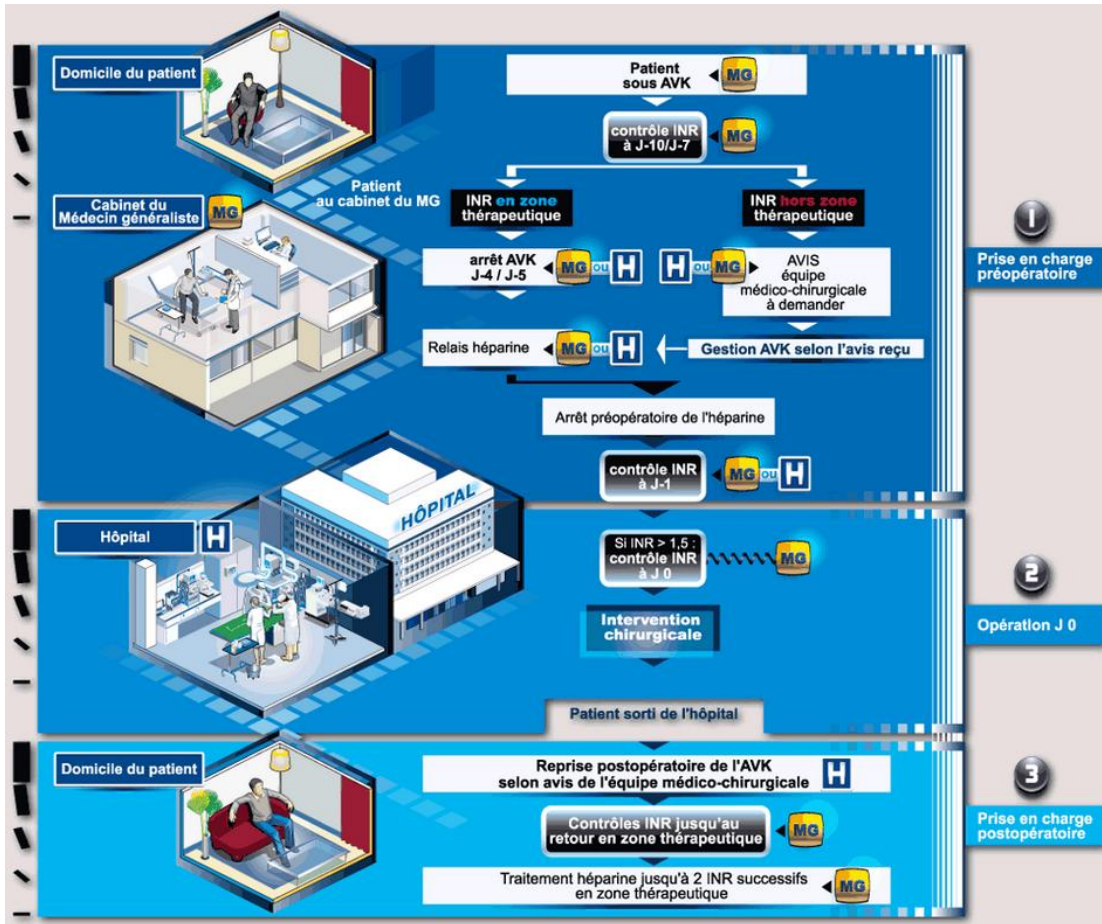 Domicile du patient
Patient
sous AVK
MG
contrôle INR
à J-10/J-7
MG
Patient
au cabinet du MG
Cabinet du
Médecin généraliste
MG
INR en zone
thérapeutique
INR hors zone
thérapeutique
1
Prise en charge
préopératoire
arrêt AVK
J-4 / J-5
MG ou H
H ou MG
AVIS
équipe
médico-chirurgicale
à demander
Relais héparine
MG ou H
Gestion AVK selon l'avis reçu
Arrêt préopératoire de l'héparine
contrôle INR
à J-1
MG ou H
HÔPITAL
Hôpital
H
Si INR > 1,5 :
contrôle INR
à J 0
MG
2
Opération J 0
Intervention
chirurgicale
Patient sorti de l'hôpital
Domicile du patient
Reprise postopératoire de l'AVK
selon avis de l'équipe médico-chirurgicale
H
3
Prise en charge
postopératoire
Contrôles INR jusqu'au
retour en zone thérapeutique
MG
Traitement héparine jusqu'à 2 INR successifs
en zone thérapeutique
MG